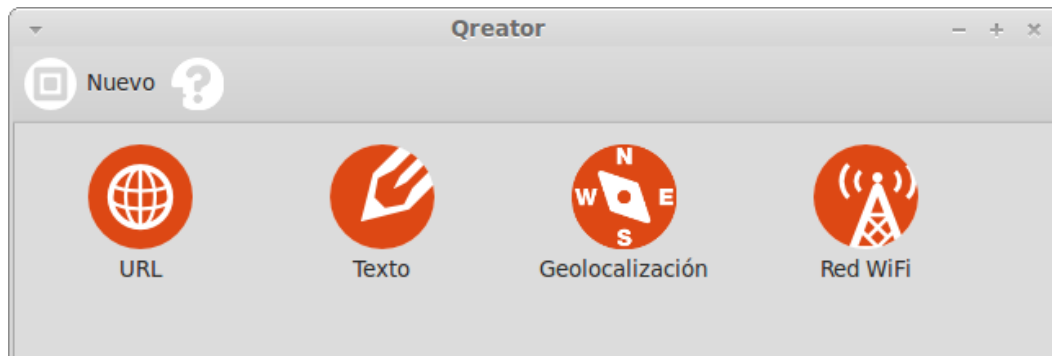 Qreator
Nuevo
N
W E
S
URL Texto Geolocalización Red WiFi